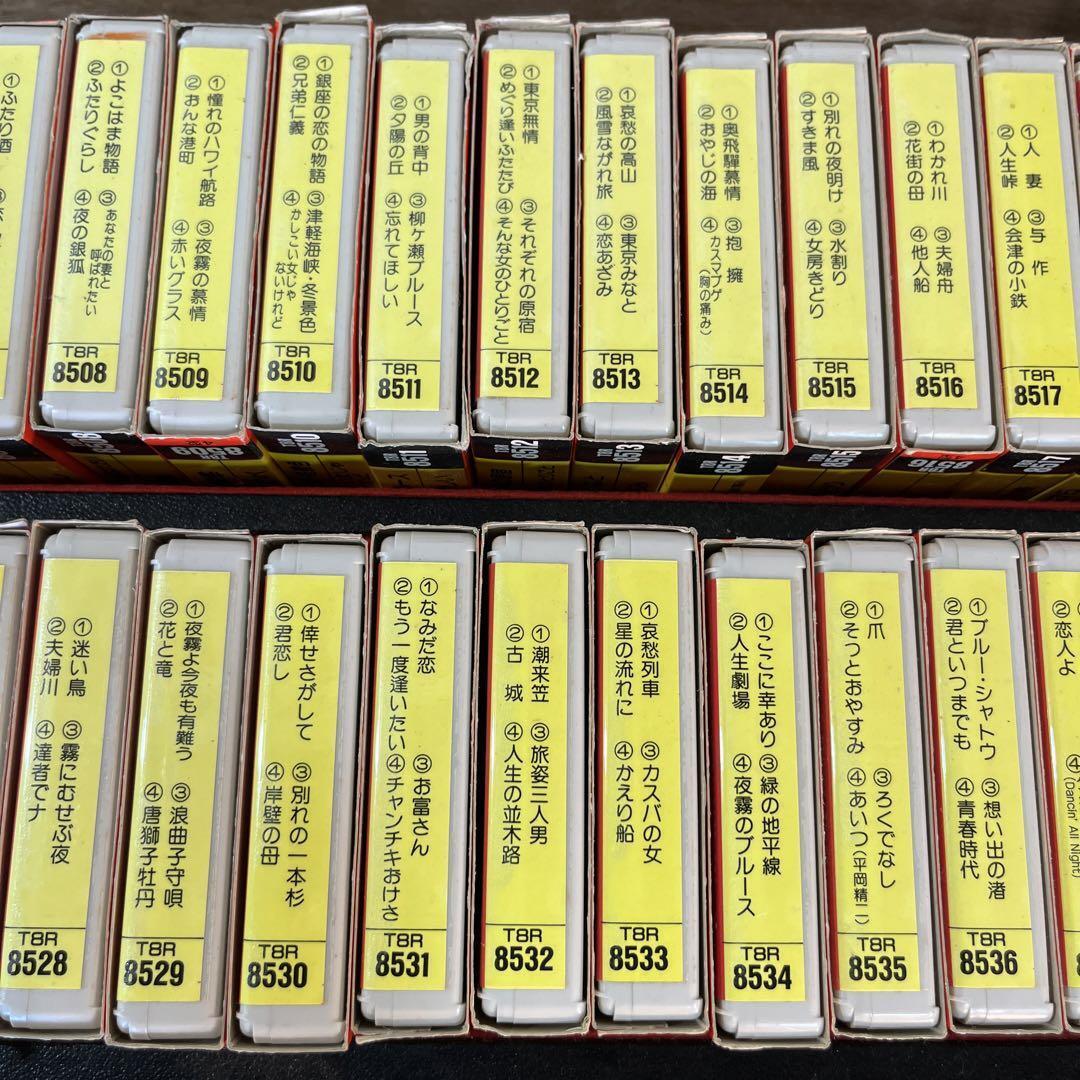 ①ふたり酒
①よこはま物語
②ふたりぐらし
③あなたの妻と
呼ばれたい
④夜の銀狐
T8R
8508
①憧れのハワイ航路
②おんな港町
③夜霧の慕情
④赤いグラス
T8R
8509
①銀座の恋の物語
②兄弟仁義
③津軽海峡・冬景色
④かしこい女じゃ
ないけれど
T8R
8510
①男の背中
②夕陽の丘
③柳ヶ瀬ブルース
④忘れてほしい
T8R
8511
①東京無情
②めぐり逢いふたたび
③それぞれの原宿
④そんな女のひとりごと
T8R
8512
①哀愁の高山
②風雪ながれ旅
③東京みなと
④恋あざみ
T8R
8513
①奥飛騨慕情
②おやじの海
③抱擁
④カスマプゲ
(胸の痛み)
T8R
8514
①別れの夜明け
②すきま風
③水割り
④女房きどり
T8R
8515
①わかれ川
②花街の母
③夫婦舟
④他人船
T8R
8516
①人妻
②人生峠
③与作
④会津の小鉄
T8R
8517
①迷い鳥
②夫婦川
③霧にむせぶ夜
④達者でナ
T8R
8528
①夜霧よ今夜も有難う
②花と竜
③浪曲子守唄
④唐獅子牡丹
T8R
8529
①倖せさがして
②君恋し
③別れの一本杉
④岸壁の母
T8R
8530
①なみだ恋
②もう一度逢いたい
③お富さん
④チャンチキおけさ
T8R
8531
①潮来笠
②古城
③旅姿三人男
④人生の並木路
T8R
8532
①哀愁列車
②星の流れに
③カスバの女
④かえり船
T8R
8533
①ここに幸あり
②人生劇場
③緑の地平線
④夜霧のブルース
T8R
8534
①爪
②そっとおやすみ
③ろくでなし
④あいつ(平岡精二)
T8R
8535
①ブルー・シャトウ
②君といつまでも
③想い出の渚
④青春時代
T8R
8536
②恋人よ
④
(Dancin' All Night)